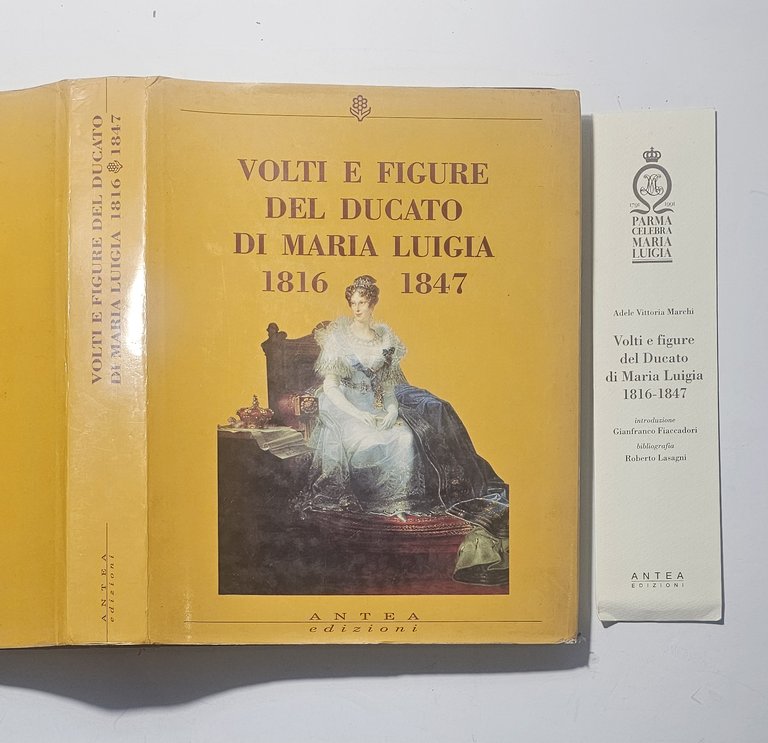 VOLTI E FIGURE DEL DUCATO
DI MARIA LUIGIA 1816 1847
ANTEA
edizioni
VOLTI E FIGURE
DEL DUCATO
DI MARIA LUIGIA
1816 1847
ANTEA
edizioni
1791 1991
PARMA
CELEBRA
MARIA
LUIGIA
Adele Vittoria Marchi
Volti e figure
del Ducato
di Maria Luigia
1816-1847
introduzione
Gianfranco Fiaccadori
bibliografia
Roberto Lasagni
ANTEA
EDIZIONI